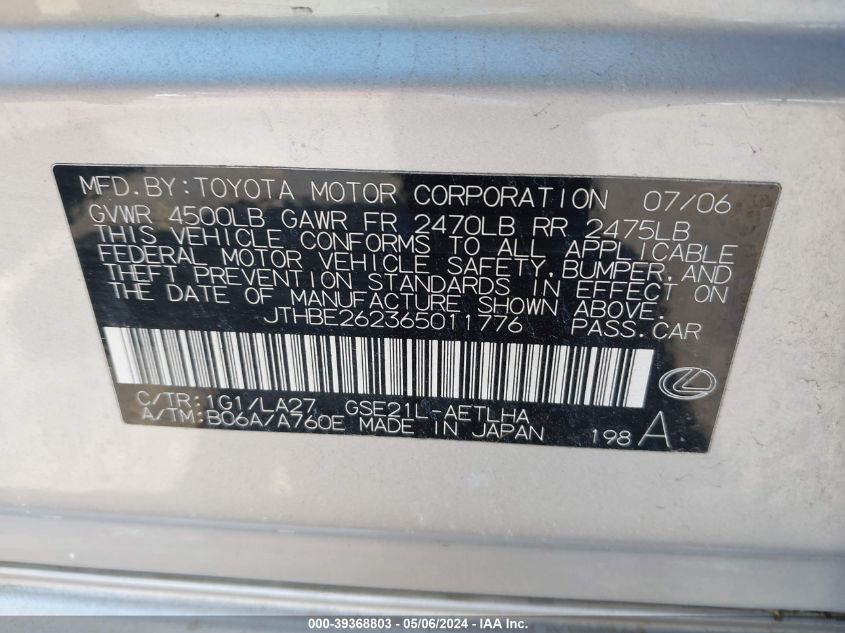 MFD. BY: TOYOTA MOTOR CORPORATION 07/06
GVWR 4500LB GAWR FR 2470LB RR 2475LB
THIS VEHICLE CONFORMS TO ALL APPLICABLE
FEDERAL MOTOR VEHICLE SAFETY, BUMPER, AND
THEFT PREVENTION STANDARDS IN EFFECT ON
THE DATE OF MANUFACTURE SHOWN ABOVE.
JTHBE262365011776 PASS. CAR
C/TR: 1G1/LA27 GSE21L-AETLHA
A/TM: B06A/A760E MADE IN JAPAN 198 A
000-39368803 - 05/06/2024 - IAA Inc.